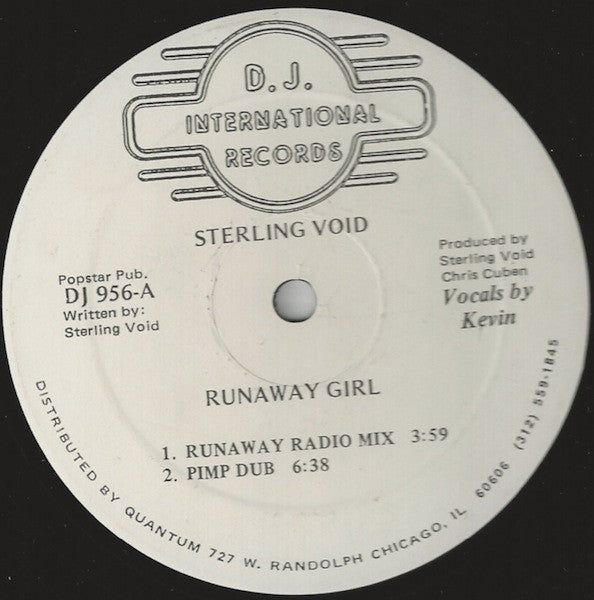 D.J.
INTERNATIONAL
RECORDS
STERLING VOID
Popstar Pub.
DJ 956-A
Written by:
Sterling Void
Produced by
Sterling Void
Chris Cuben
Vocals by
Kevin
RUNAWAY GIRL
1. RUNAWAY RADIO MIX 3:59
2. PIMP DUB 6:38
DISTRIBUTED BY QUANTUM 727 W. RANDOLPH CHICAGO, IL 60606 (312) 559-1845